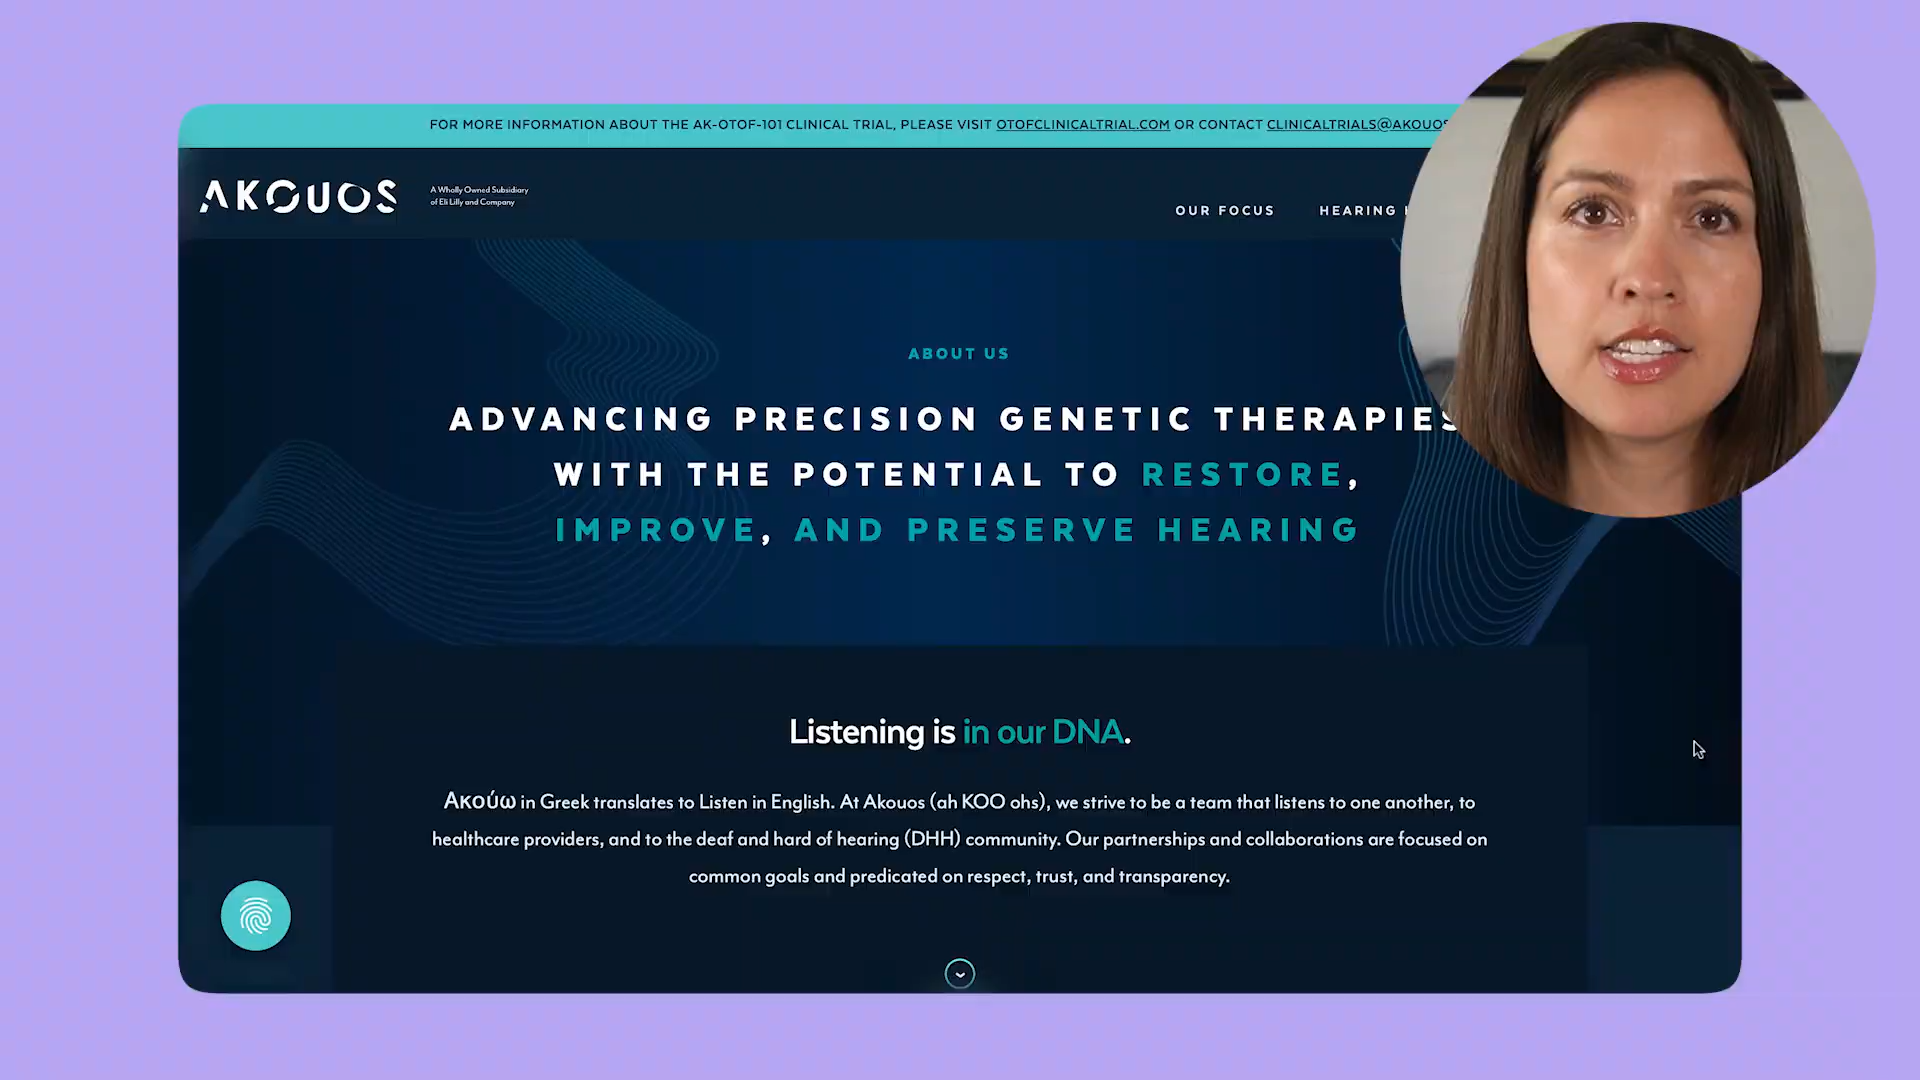 FOR MORE INFORMATION ABOUT THE AK-OTOF-101 CLINICAL TRIAL, PLEASE VISIT OTOFCLINICALTRIAL.COM OR CONTACT CLINICALTRIALS@AKOUOS
AKOUOS
A Wholly Owned Subsidiary
of Eli Lilly and Company
OUR FOCUS
HEARING
ABOUT US
ADVANCING PRECISION GENETIC THERAPIES
WITH THE POTENTIAL TO RESTORE,
IMPROVE, AND PRESERVE HEARING
Listening is in our DNA.
Ακούω in Greek translates to Listen in English. At Akouos (ah KOO ohs), we strive to be a team that listens to one another, to
healthcare providers, and to the deaf and hard of hearing (DHH) community. Our partnerships and collaborations are focused on
common goals and predicated on respect, trust, and transparency.